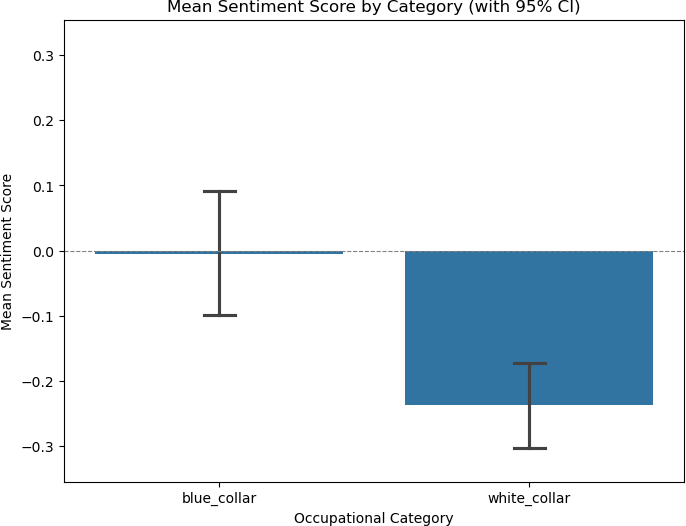 Mean Sentiment Score by Category (with 95% CI)
Mean Sentiment Score
0.3
0.2
0.1
0.0
−0.1
−0.2
−0.3
blue_collar
white_collar
Occupational Category